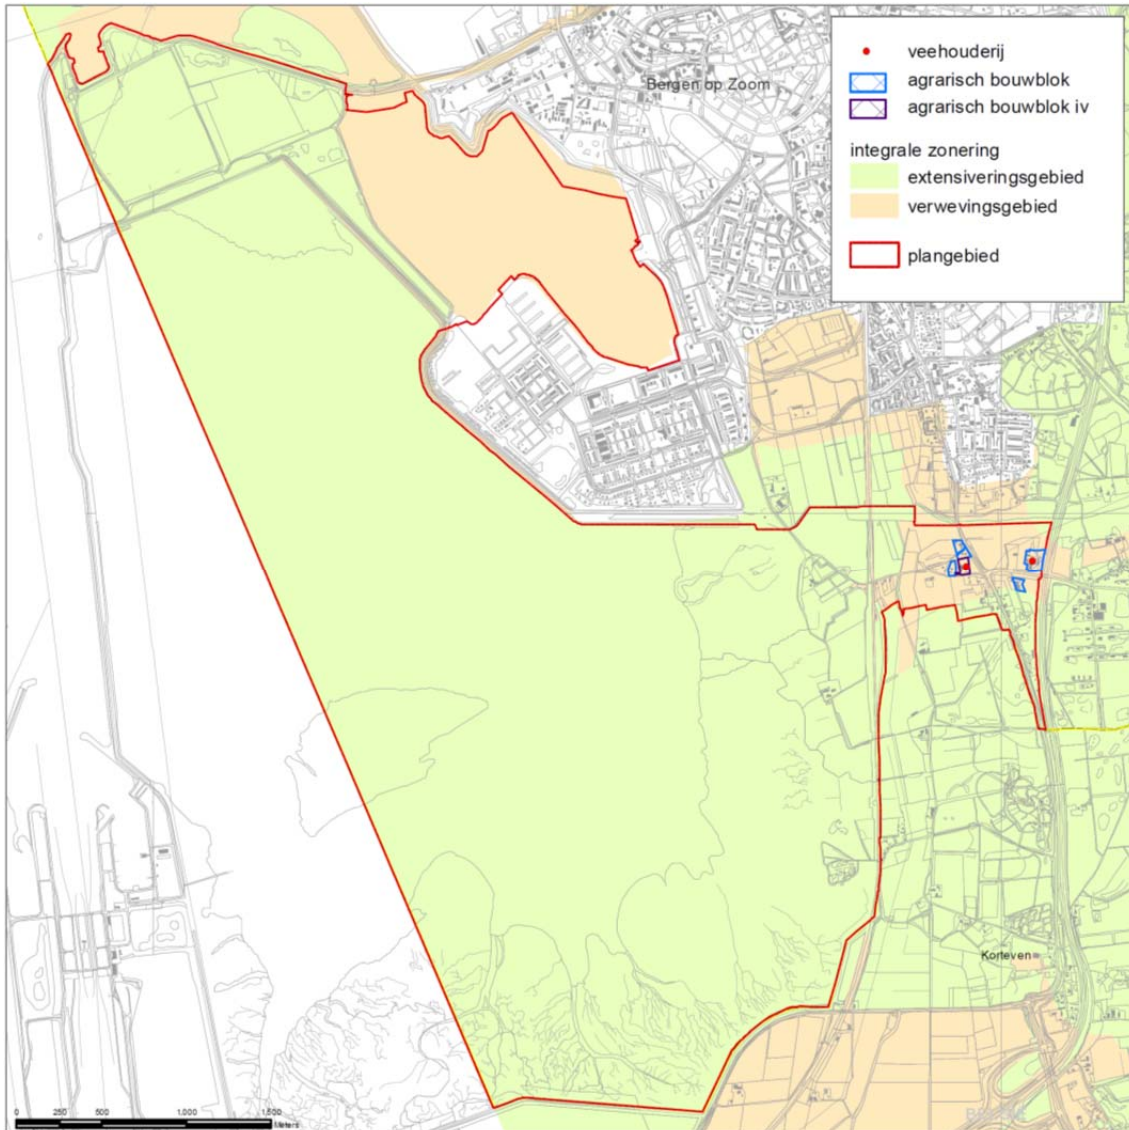 veehouderij
Bergen op Zoom
agrarisch bouwblok
agrarisch bouwblok iv
integrale zonering
extensiveringsgebied
verwevingsgebied
plangebied
Korteven
0 250 500 1,000 1,500
Meters